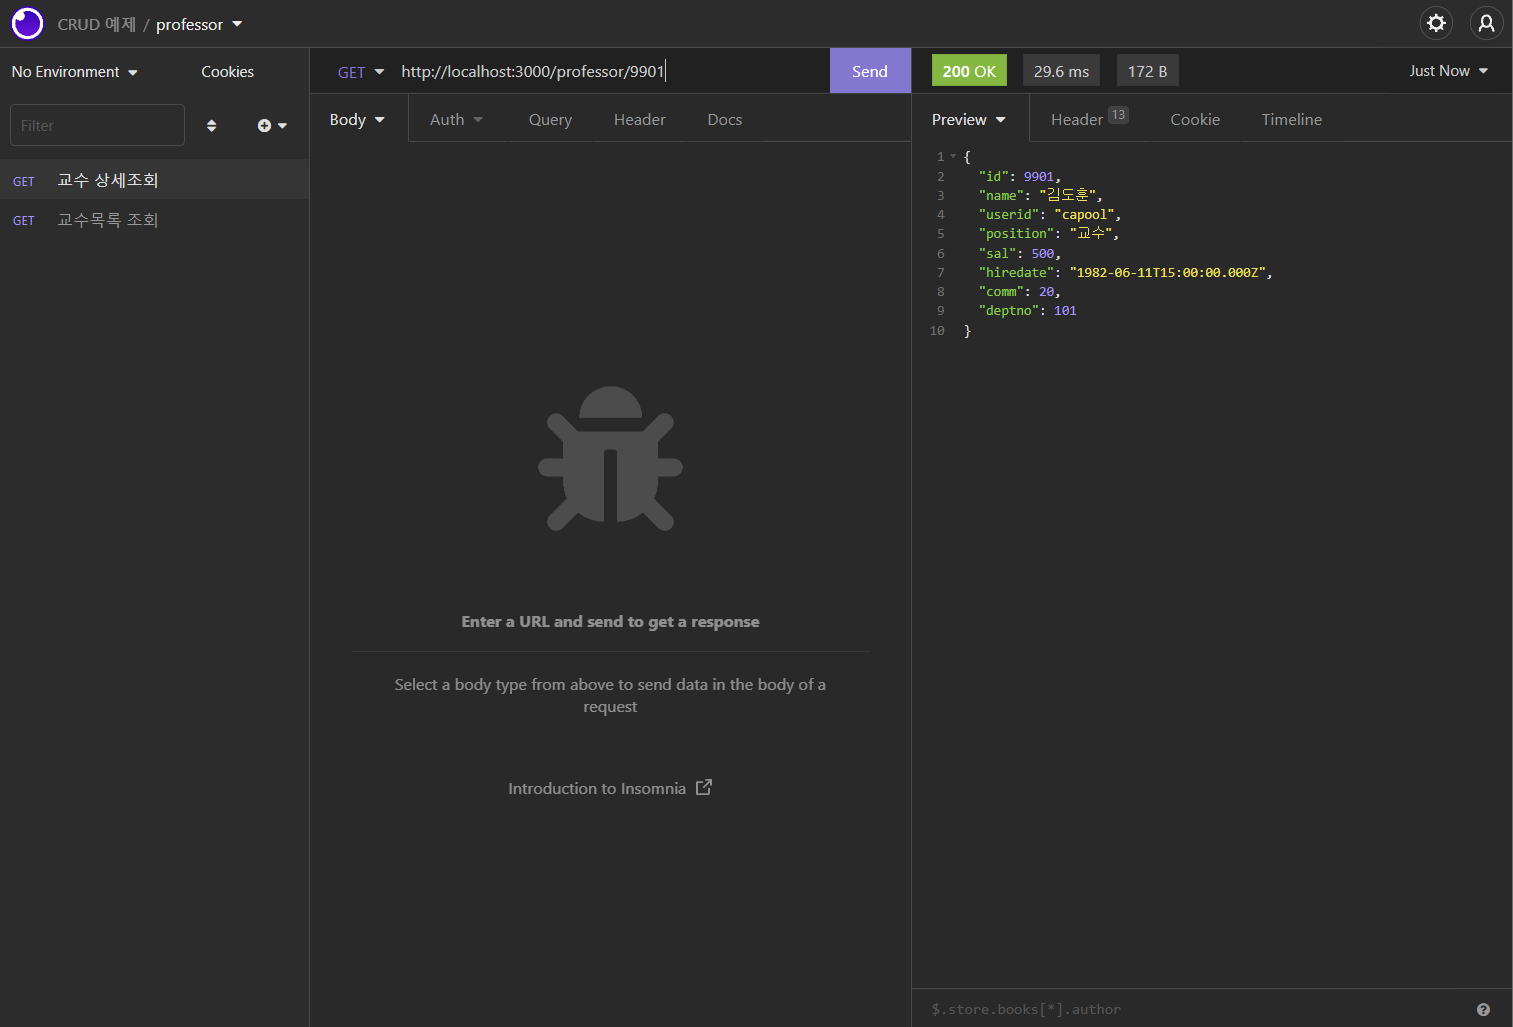 CRUD 예제 / professor
No Environment
Cookies
Filter
GET 교수 상세조회
GET 교수목록 조회
GET http://localhost:3000/professor/9901
Send
Body Auth Query Header Docs
Enter a URL and send to get a response
Select a body type from above to send data in the body of a
request
Introduction to Insomnia
200 OK 29.6 ms 172 B Just Now
Preview Header 13 Cookie Timeline
1 {
2 "id": 9901,
3 "name": "김도훈",
4 "userid": "capool",
5 "position": "교수",
6 "sal": 500,
7 "hiredate": "1982-06-11T15:00:00.000Z",
8 "comm": 20,
9 "deptno": 101
10 }
$.store.books[*].author